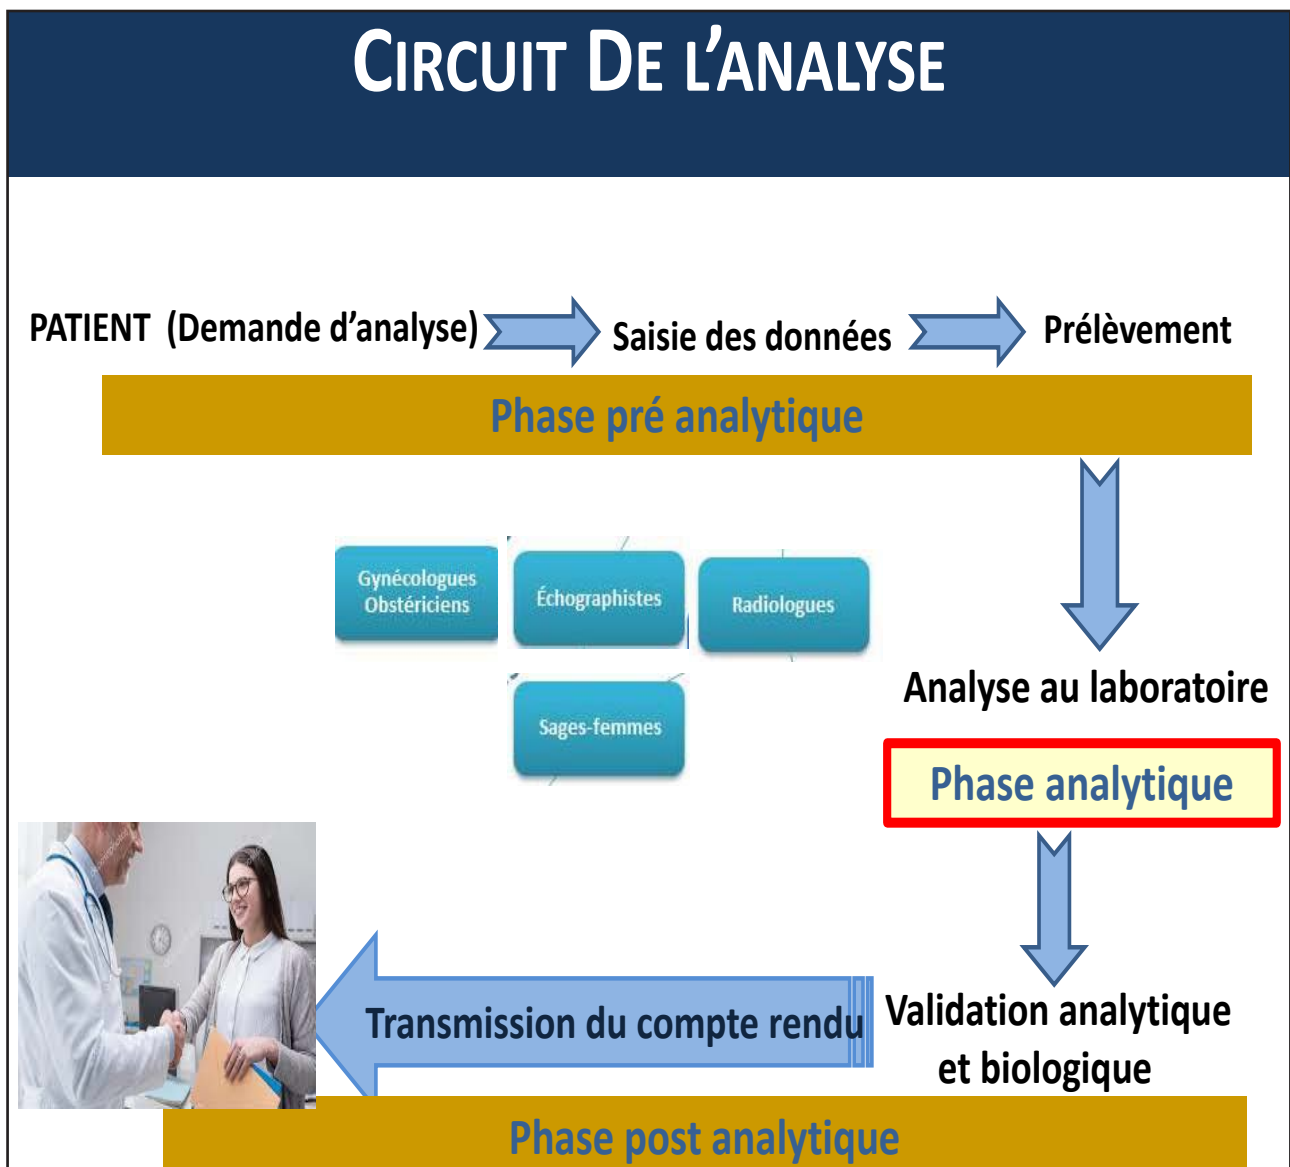 CIRCUIT DE L'ANALYSE
PATIENT (Demande d'analyse)
Saisie des données
Prélèvement
Phase pré analytique
Gynécologues
Obstériciens
Échographistes
Radiologues
Sages-femmes
Analyse au laboratoire
Phase analytique
Validation analytique
et biologique
Transmission du compte rendu
Phase post analytique